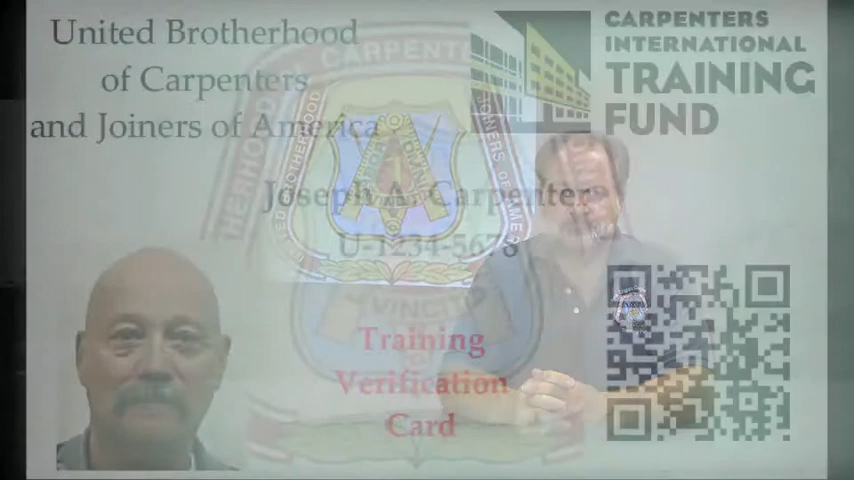 United Brotherhood
of Carpenters
and Joiners of America
CARPENTERS
INTERNATIONAL
TRAINING
FUND
Joseph A. Carpenter
U-1234-5678
Training
Verification
Card
VINCIT